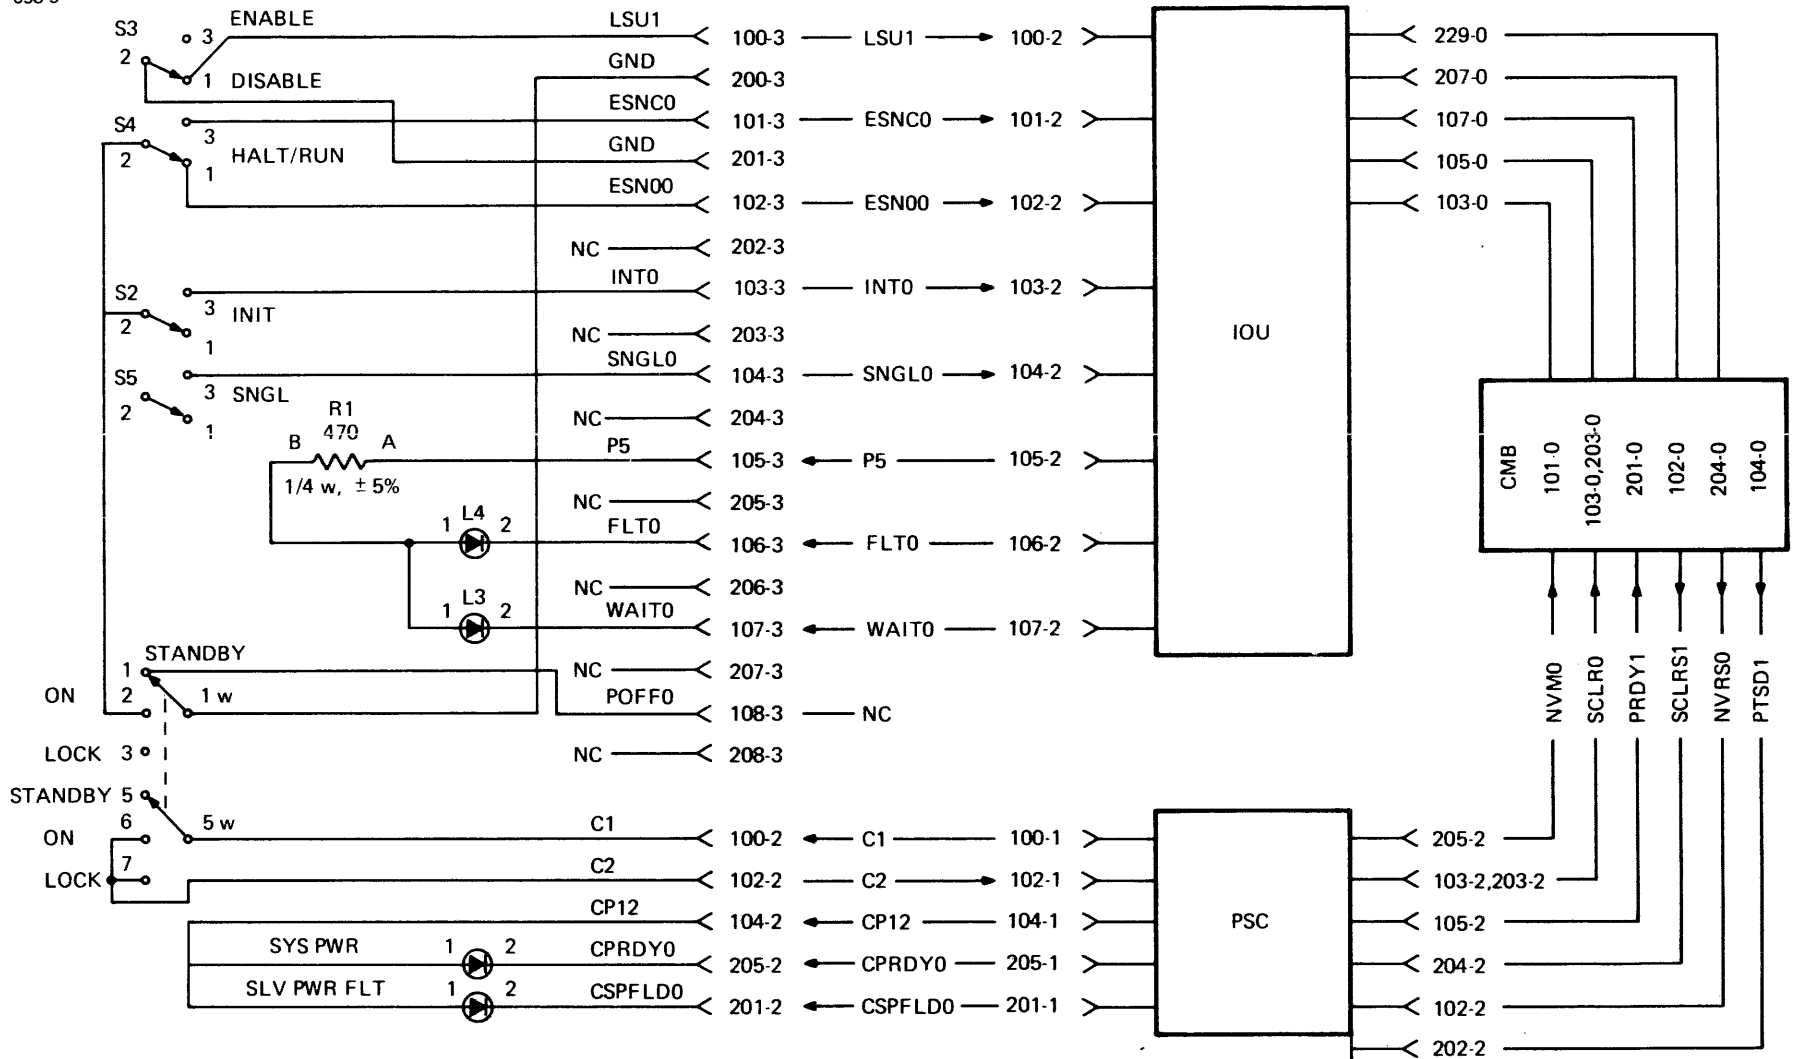 S3
3 ENABLE
2
1 DISABLE
LSU1
100-3
LSU1
100-2
GND
200-3
S4
3
2
HALT/RUN
1
ESNC0
101-3
ESNC0
101-2
GND
201-3
ESN00
102-3
ESN00
102-2
NC
202-3
S2
3
2
INIT
1
INT0
103-3
INT0
103-2
NC
203-3
S5
3
2
SNGL
1
SNGL0
104-3
SNGL0
104-2
NC
204-3
R1
470
B
A
1/4 w, ± 5%
P5
105-3
P5
105-2
NC
205-3
L4
1
2
FLT0
106-3
FLT0
106-2
NC
206-3
L3
1
2
WAIT0
107-3
WAIT0
107-2
STANDBY
1
ON
2
1 w
NC
207-3
POFF0
108-3
NC
LOCK 3
NC
208-3
STANDBY 5
6
ON
5 w
7
LOCK
C1
100-2
C1
100-1
C2
102-2
C2
102-1
CP12
104-2
CP12
104-1
SYS PWR
1
2
CPRDY0
205-2
CPRDY0
205-1
SLV PWR FLT
1
2
CSPFLD0
201-2
CSPFLD0
201-1
IOU
229-0
207-0
107-0
105-0
103-0
CMB
101-0
103-0,203-0
201-0
102-0
204-0
104-0
NVM0
SCLR0
PRDY1
SCLRS1
NVRS0
PTSD1
PSC
205-2
103-2,203-2
105-2
204-2
102-2
202-2